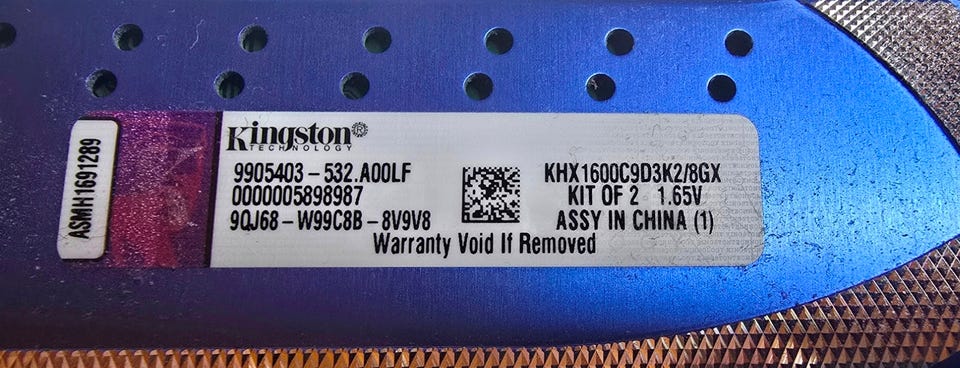 ASMH1691289
Kingston®
TECHNOLOGY
9905403-532.A00LF
0000005898987
9QJ68-W99C8B-8V9V8
KHX1600C9D3K2/8GX
KIT OF 2 1.65V
ASSY IN CHINA (1)
Warranty Void If Removed